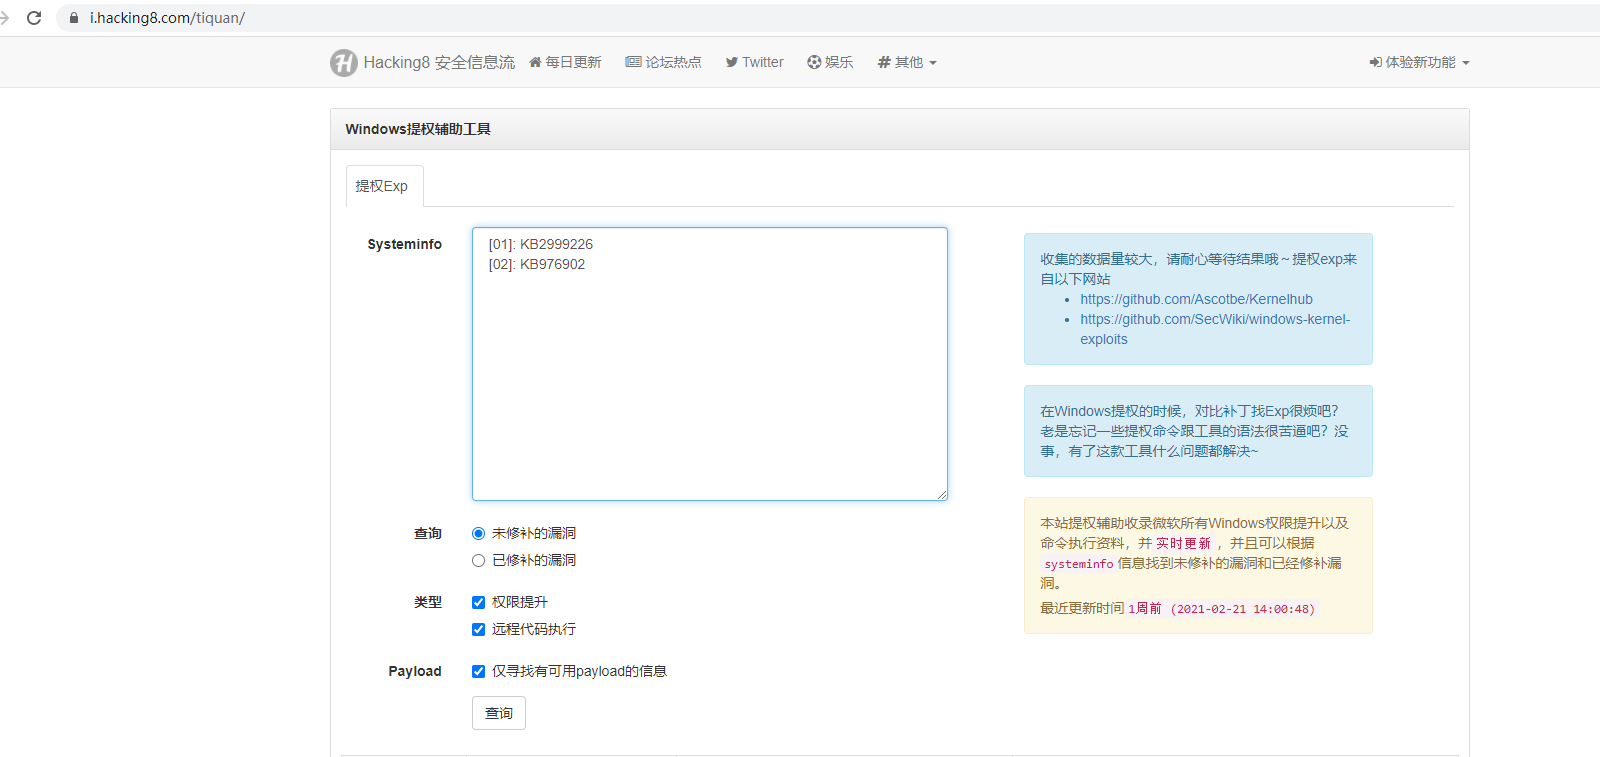 i.hacking8.com/tiquan/
Hacking8 安全信息流 每日更新 论坛热点 Twitter 娱乐 其他 体验新功能
Windows提权辅助工具
提权Exp
Systeminfo
[01]: KB2999226
[02]: KB976902
收集的数据量较大，请耐心等待结果哦～提权exp来
自以下网站
https://github.com/Ascotbe/Kernelhub
https://github.com/SecWiki/windows-kernel-
exploits
在Windows提权的时候，对比补丁找Exp很烦吧？
老是忘记一些提权命令跟工具的语法很苦逼吧？没
事，有了这款工具什么问题都解决~
本站提权辅助收录微软所有Windows权限提升以及
命令执行资料，并 实时更新 ，并且可以根据
systeminfo 信息找到未修补的漏洞和已经修补漏
洞。
最近更新时间 1周前 (2021-02-21 14:00:48)
查询 未修补的漏洞
已修补的漏洞
类型 权限提升
远程代码执行
Payload 仅寻找有可用payload的信息
查询